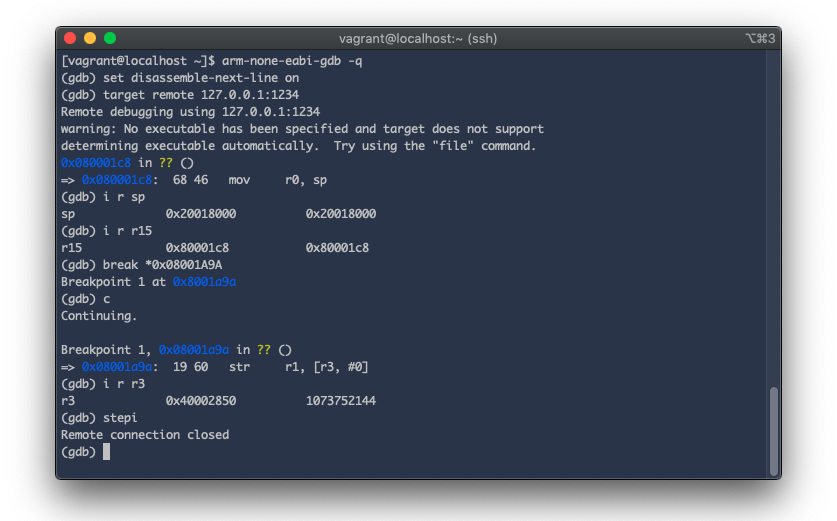 vagrant@localhost:~ (ssh)
⌥⌘3
[vagrant@localhost ~]$ arm-none-eabi-gdb -q
(gdb) set disassemble-next-line on
(gdb) target remote 127.0.0.1:1234
Remote debugging using 127.0.0.1:1234
warning: No executable has been specified and target does not support
determining executable automatically.  Try using the "file" command.
0x080001c8 in ?? ()
=> 0x080001c8:  68 46   mov     r0, sp
(gdb) i r sp
sp             0x20018000          0x20018000
(gdb) i r r15
r15            0x80001c8           0x80001c8
(gdb) break *0x08001A9A
Breakpoint 1 at 0x8001a9a
(gdb) c
Continuing.

Breakpoint 1, 0x08001a9a in ?? ()
=> 0x08001a9a:  19 60   str     r1, [r3, #0]
(gdb) i r r3
r3             0x40002850          1073752144
(gdb) stepi
Remote connection closed
(gdb)